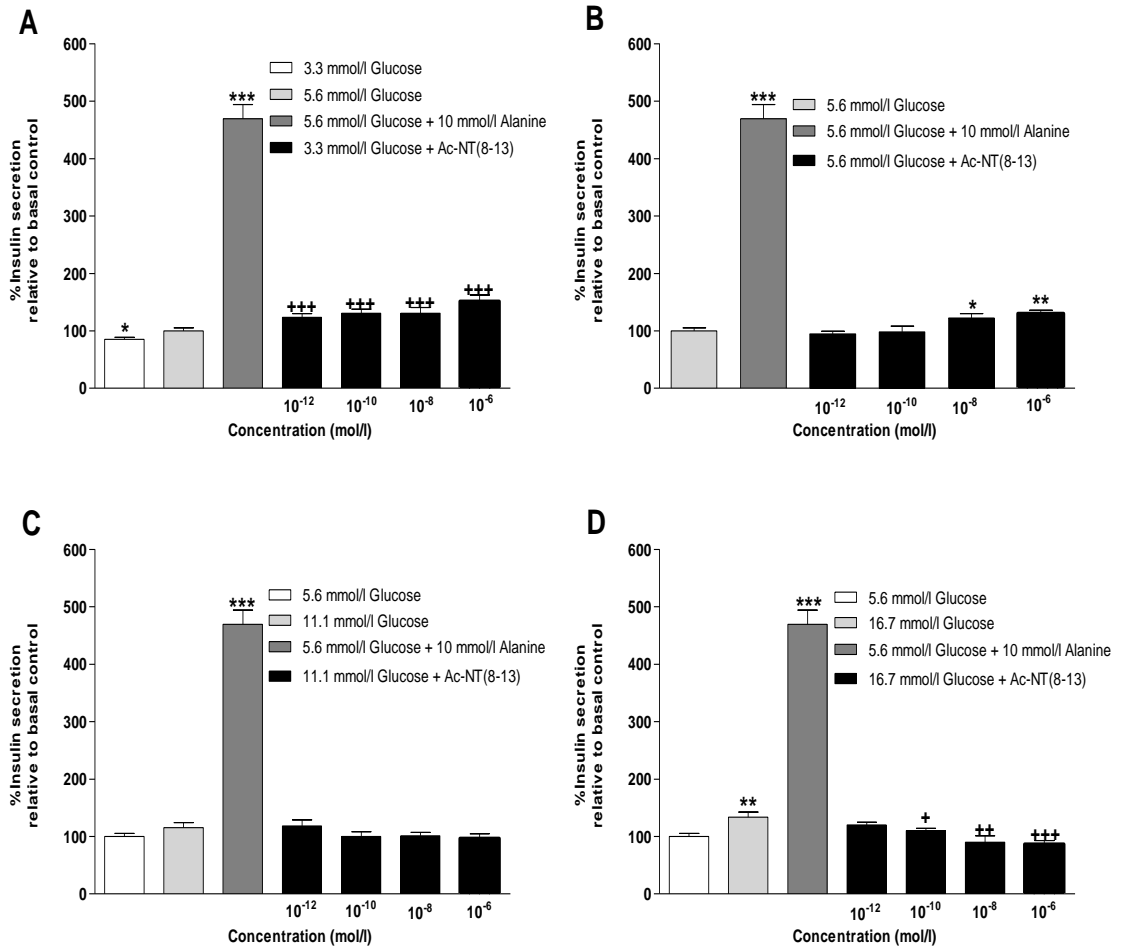 A
%Insulin secretion
relative to basal control
600
500
400
300
200
100
0
***
*
+++
+++
+++
+++
3.3 mmol/l Glucose
5.6 mmol/l Glucose
5.6 mmol/l Glucose + 10 mmol/l Alanine
3.3 mmol/l Glucose + Ac-NT(8-13)
10⁻¹² 10⁻¹⁰ 10⁻⁸ 10⁻⁶
Concentration (mol/l)
B
%Insulin secretion
relative to basal control
600
500
400
300
200
100
0
***
*
**
5.6 mmol/l Glucose
5.6 mmol/l Glucose + 10 mmol/l Alanine
5.6 mmol/l Glucose + Ac-NT(8-13)
10⁻¹² 10⁻¹⁰ 10⁻⁸ 10⁻⁶
Concentration (mol/l)
C
%Insulin secretion
relative to basal control
600
500
400
300
200
100
0
***
5.6 mmol/l Glucose
11.1 mmol/l Glucose
5.6 mmol/l Glucose + 10 mmol/l Alanine
11.1 mmol/l Glucose + Ac-NT(8-13)
10⁻¹² 10⁻¹⁰ 10⁻⁸ 10⁻⁶
Concentration (mol/l)
D
%Insulin secretion
relative to basal control
600
500
400
300
200
100
0
**
***
+
++
+++
5.6 mmol/l Glucose
16.7 mmol/l Glucose
5.6 mmol/l Glucose + 10 mmol/l Alanine
16.7 mmol/l Glucose + Ac-NT(8-13)
10⁻¹² 10⁻¹⁰ 10⁻⁸ 10⁻⁶
Concentration (mol/l)